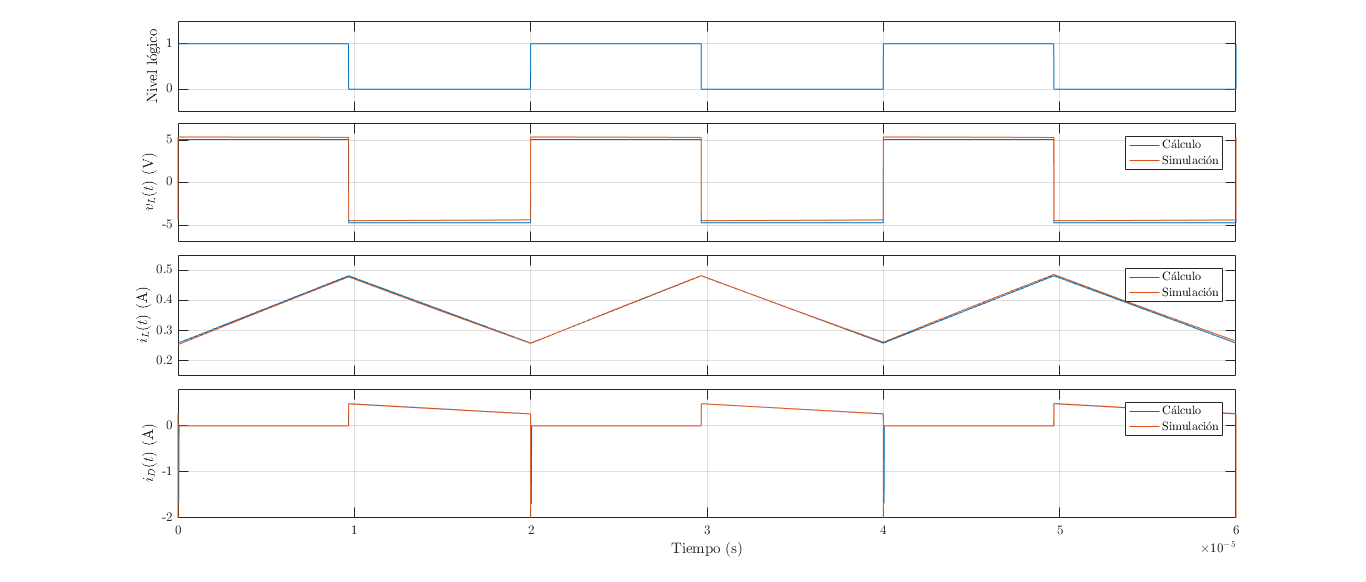 Nivel lógico
1
0
v_L(t) (V)
5
0
-5
Cálculo
Simulación
i_L(t) (A)
0.5
0.4
0.3
0.2
Cálculo
Simulación
i_D(t) (A)
0
-1
-2
Cálculo
Simulación
0 1 2 3 4 5 6
Tiempo (s)
×10⁻⁵